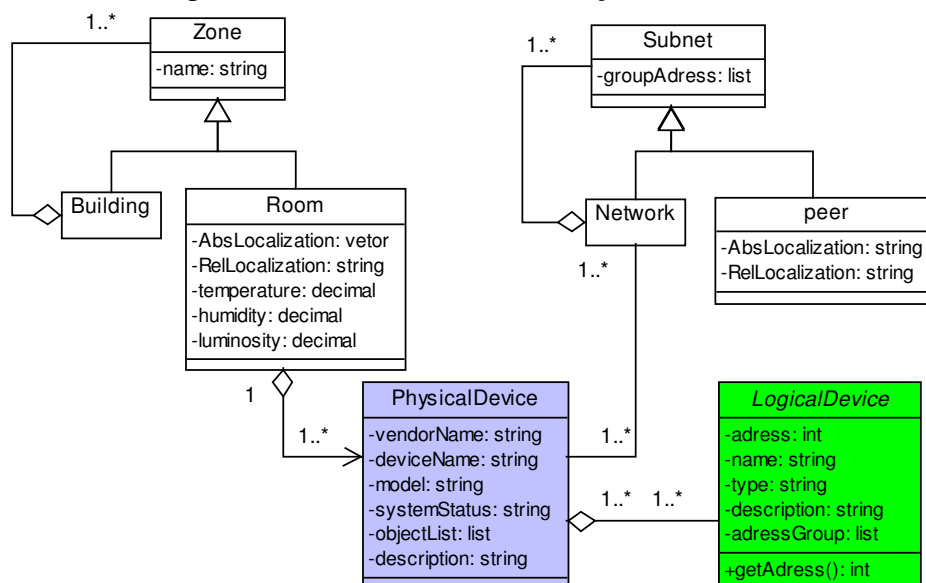 Zone
-name: string
1..*
Building
Room
-AbsLocalization: vetor
-RelLocalization: string
-temperature: decimal
-humidity: decimal
-luminosity: decimal
1
1..*
Subnet
-groupAdress: list
1..*
Network
1..*
peer
-AbsLocalization: string
-RelLocalization: string
PhysicalDevice
-vendorName: string
-deviceName: string
-model: string
-systemStatus: string
-objectList: list
-description: string
1..*
1..*
1..*
LogicalDevice
-adress: int
-name: string
-type: string
-description: string
-adressGroup: list
+getAdress(): int